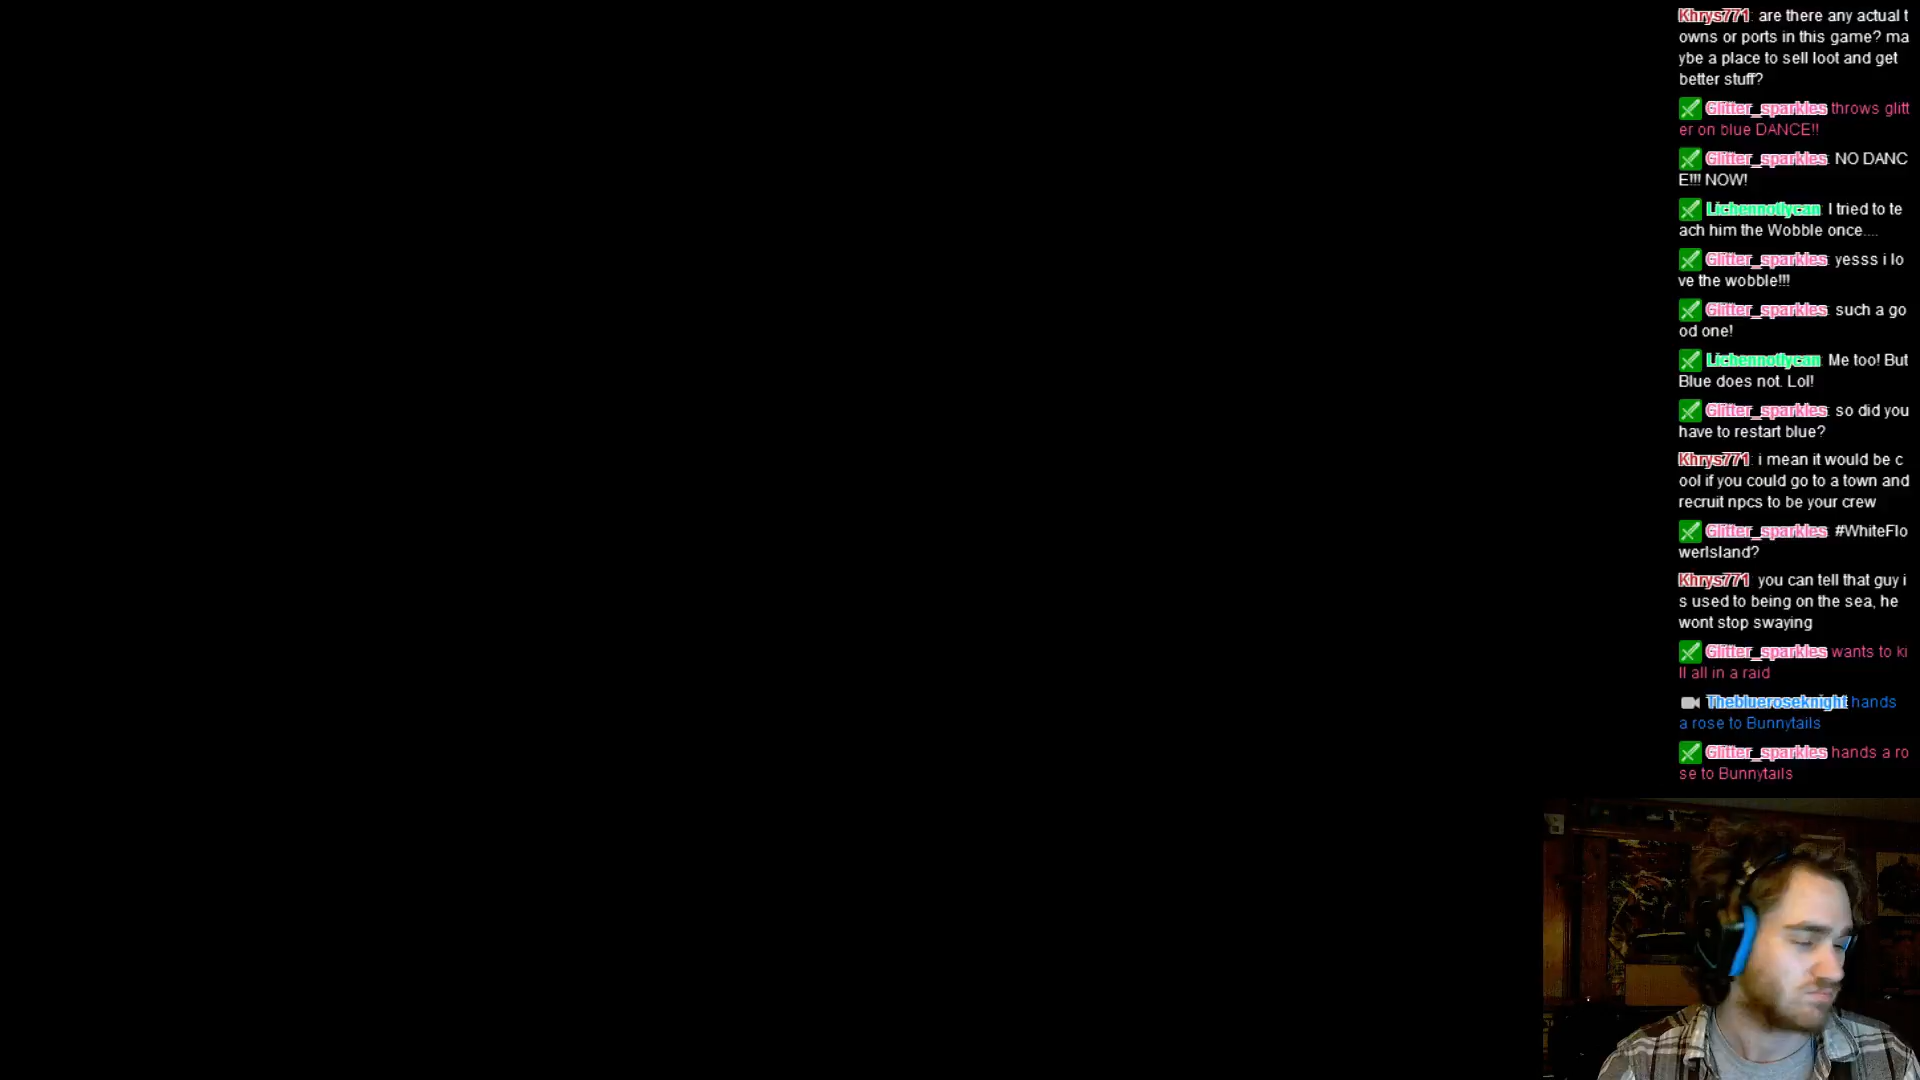 Khrys771: are there any actual t
owns or ports in this game? ma
ybe a place to sell loot and get
better stuff?
Glitter_sparkles throws glitt
er on blue DANCE!!
Glitter_sparkles: NO DANC
E!!! NOW!
Lichennotlycan: I tried to te
ach him the Wobble once....
Glitter_sparkles: yesss i lo
ve the wobble!!!
Glitter_sparkles: such a go
od one!
Lichennotlycan: Me too! But
Blue does not. Lol!
Glitter_sparkles: so did you
have to restart blue?
Khrys771: i mean it would be c
ool if you could go to a town and
recruit npcs to be your crew
Glitter_sparkles: #WhiteFlo
werIsland?
Khrys771: you can tell that guy i
s used to being on the sea, he
wont stop swaying
Glitter_sparkles wants to ki
ll all in a raid
Theblueroseknight hands
a rose to Bunnytails
Glitter_sparkles hands a ro
se to Bunnytails